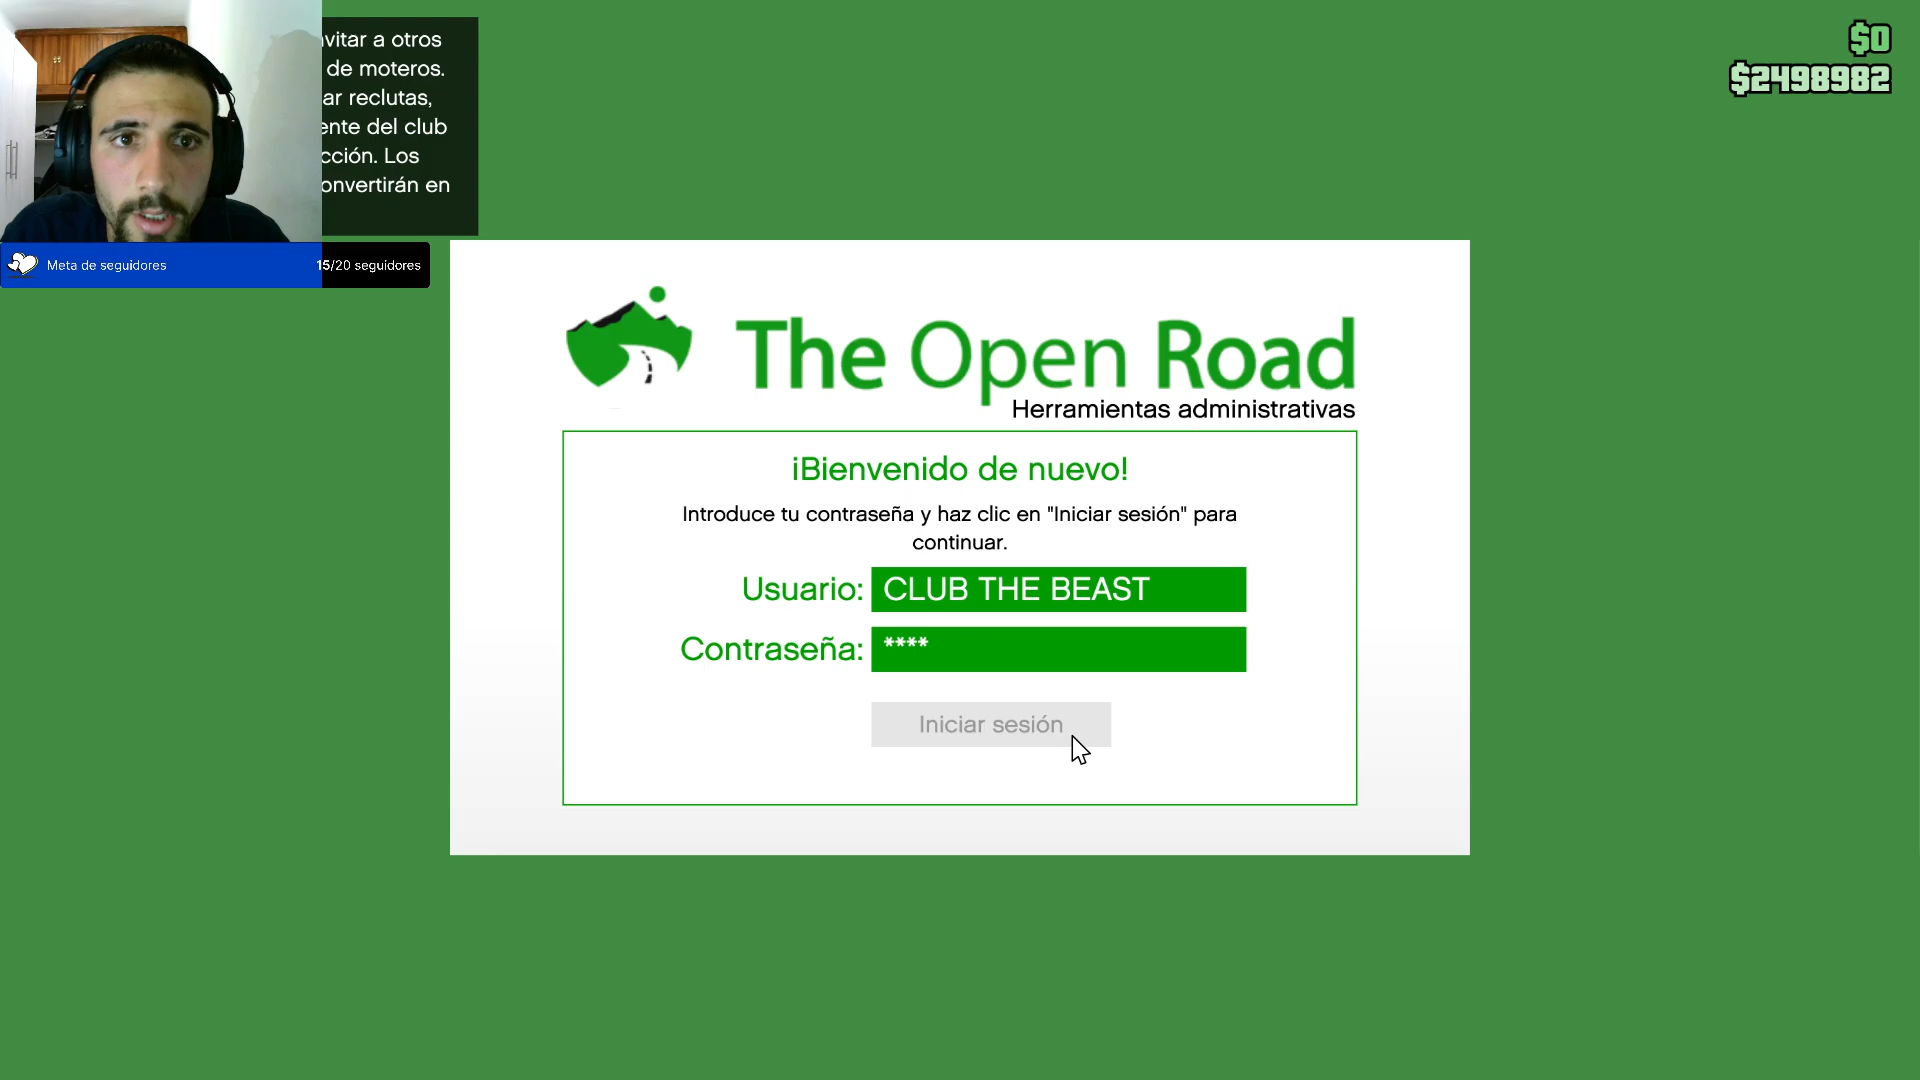 vitar a otros
de moteros.
ar reclutas,
ente del club
cción. Los
onvertirán en
Meta de seguidores
15/20 seguidores
$0
$2498982
The Open Road
Herramientas administrativas
¡Bienvenido de nuevo!
Introduce tu contraseña y haz clic en "Iniciar sesión" para
continuar.
Usuario: CLUB THE BEAST
Contraseña: ****
Iniciar sesión